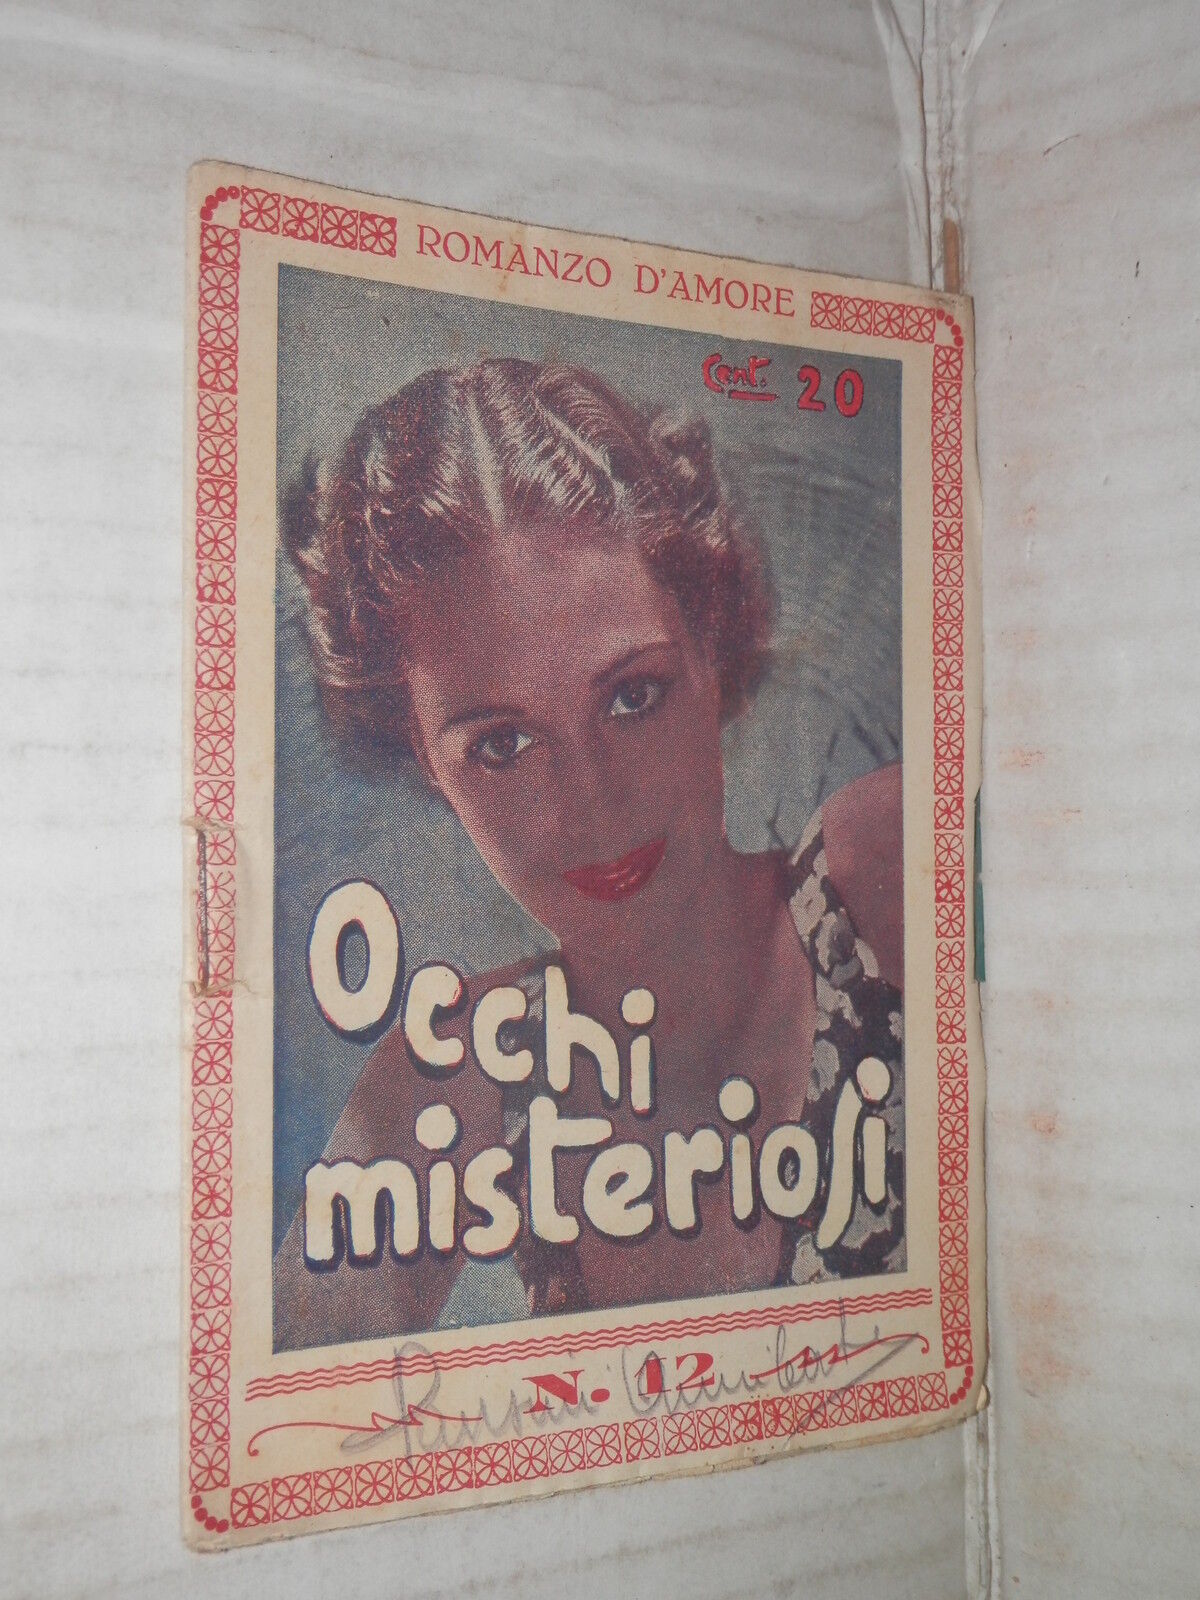 ROMANZO D'AMORE
Cent. 20
Occhi
misteriosi
N. 12